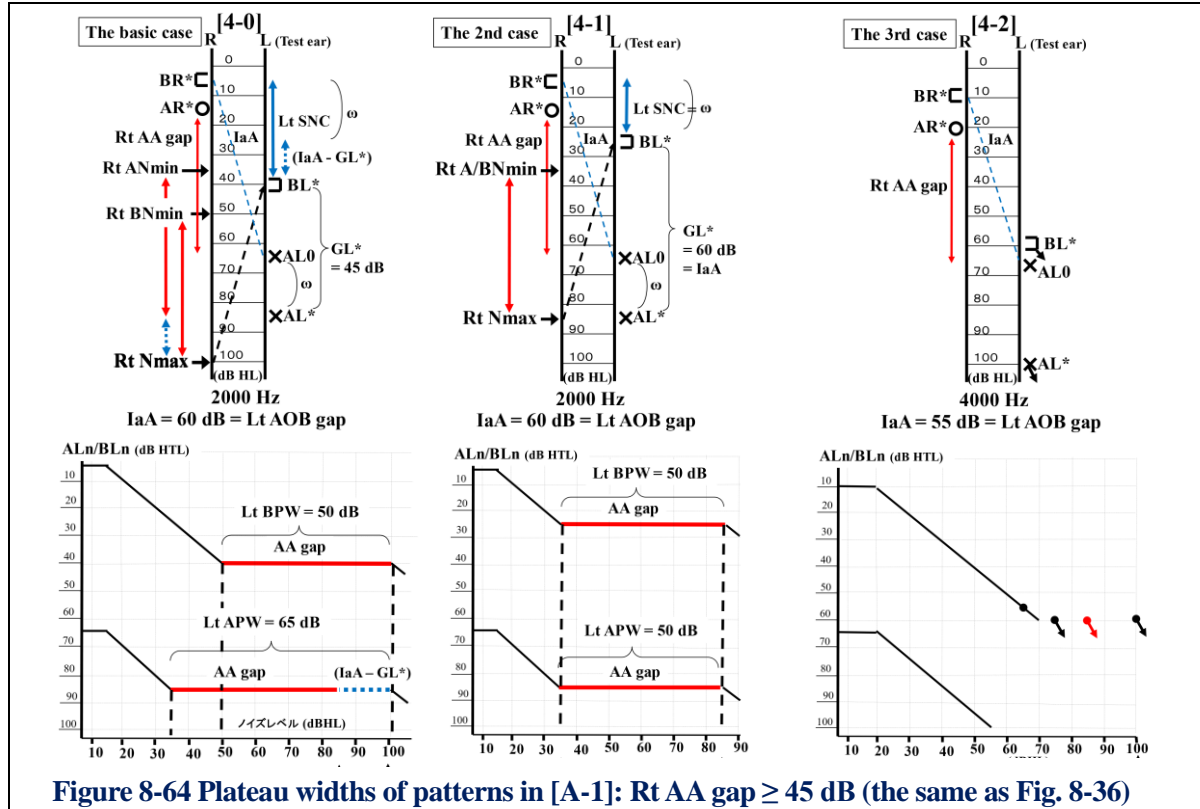 The basic case
[4-0]
R
L (Test ear)
BR*
AR*
Rt AA gap
Rt ANmin
Rt BNmin
Rt Nmax
0
10
20
30
40
50
60
70
80
90
100
(dB HL)
IaA
Lt SNC
ω
(IaA - GL*)
BL*
GL*
= 45 dB
AL0
ω
AL*
2000 Hz
IaA = 60 dB = Lt AOB gap
The 2nd case
[4-1]
R
L (Test ear)
BR*
AR*
Rt AA gap
Rt A/BNmin
Rt Nmax
0
10
20
30
40
50
60
70
80
90
100
(dB HL)
IaA
Lt SNC = ω
BL*
GL*
= 60 dB
= IaA
AL0
ω
AL*
2000 Hz
IaA = 60 dB = Lt AOB gap
The 3rd case
[4-2]
R
L (Test ear)
BR*
AR*
Rt AA gap
0
10
20
30
40
50
60
70
80
90
100
(dB HL)
IaA
BL*
AL0
AL*
4000 Hz
IaA = 55 dB = Lt AOB gap
ALn/BLn (dB HTL)
10
20
30
40
50
60
70
80
90
100
Lt BPW = 50 dB
AA gap
Lt APW = 65 dB
AA gap
(IaA – GL*)
ノイズレベル (dBHL)
10 20 30 40 50 60 70 80 90 100
ALn/BLn (dB HTL)
10
20
30
40
50
60
70
80
90
100
Lt BPW = 50 dB
AA gap
Lt APW = 50 dB
AA gap
10 20 30 40 50 60 70 80 90
ALn/BLn (dB HTL)
10
20
30
40
50
60
70
80
90
100
10 20 30 40 50 60 70 80 90 100
Figure 8-64 Plateau widths of patterns in [A-1]: Rt AA gap ≥ 45 dB (the same as Fig. 8-36)